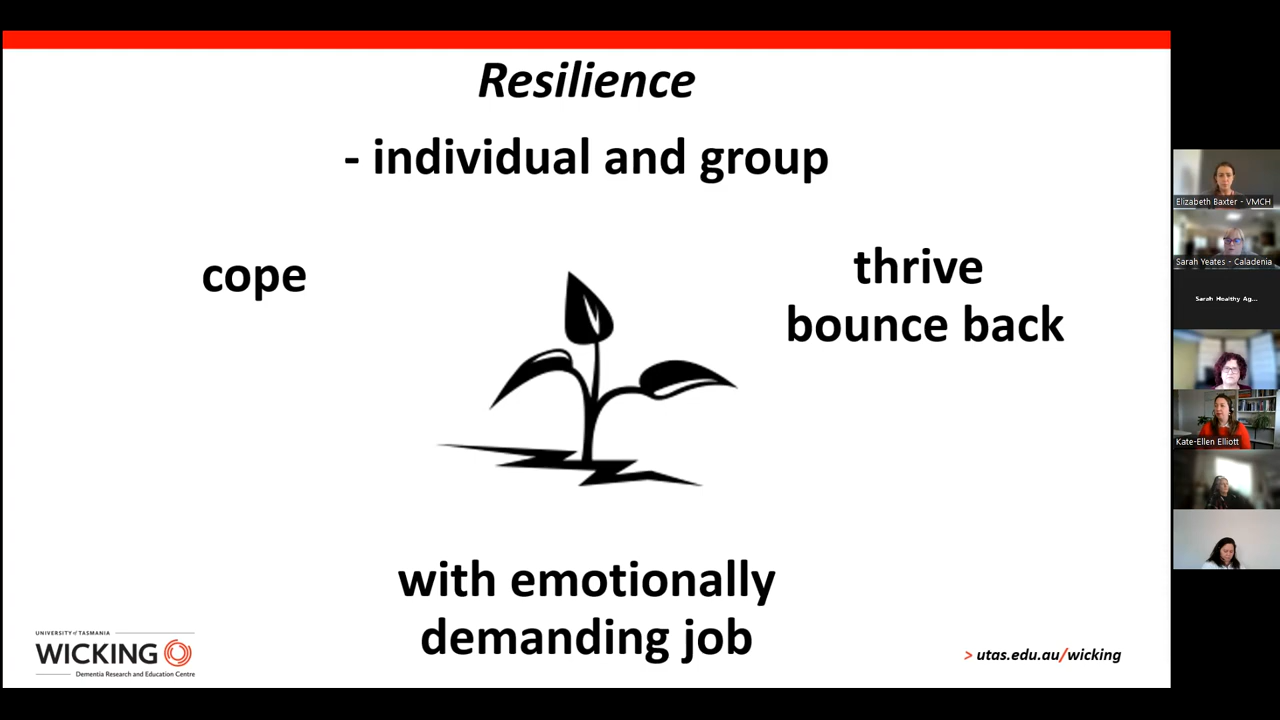 Resilience
- individual and group
cope
thrive
bounce back
with emotionally
demanding job
UNIVERSITY of TASMANIA
WICKING
Dementia Research and Education Centre
> utas.edu.au/wicking
Elizabeth Baxter - VMCH
Sarah Yeates - Caladenia
Sarah Healthy Ag...
Kate-Ellen Elliott